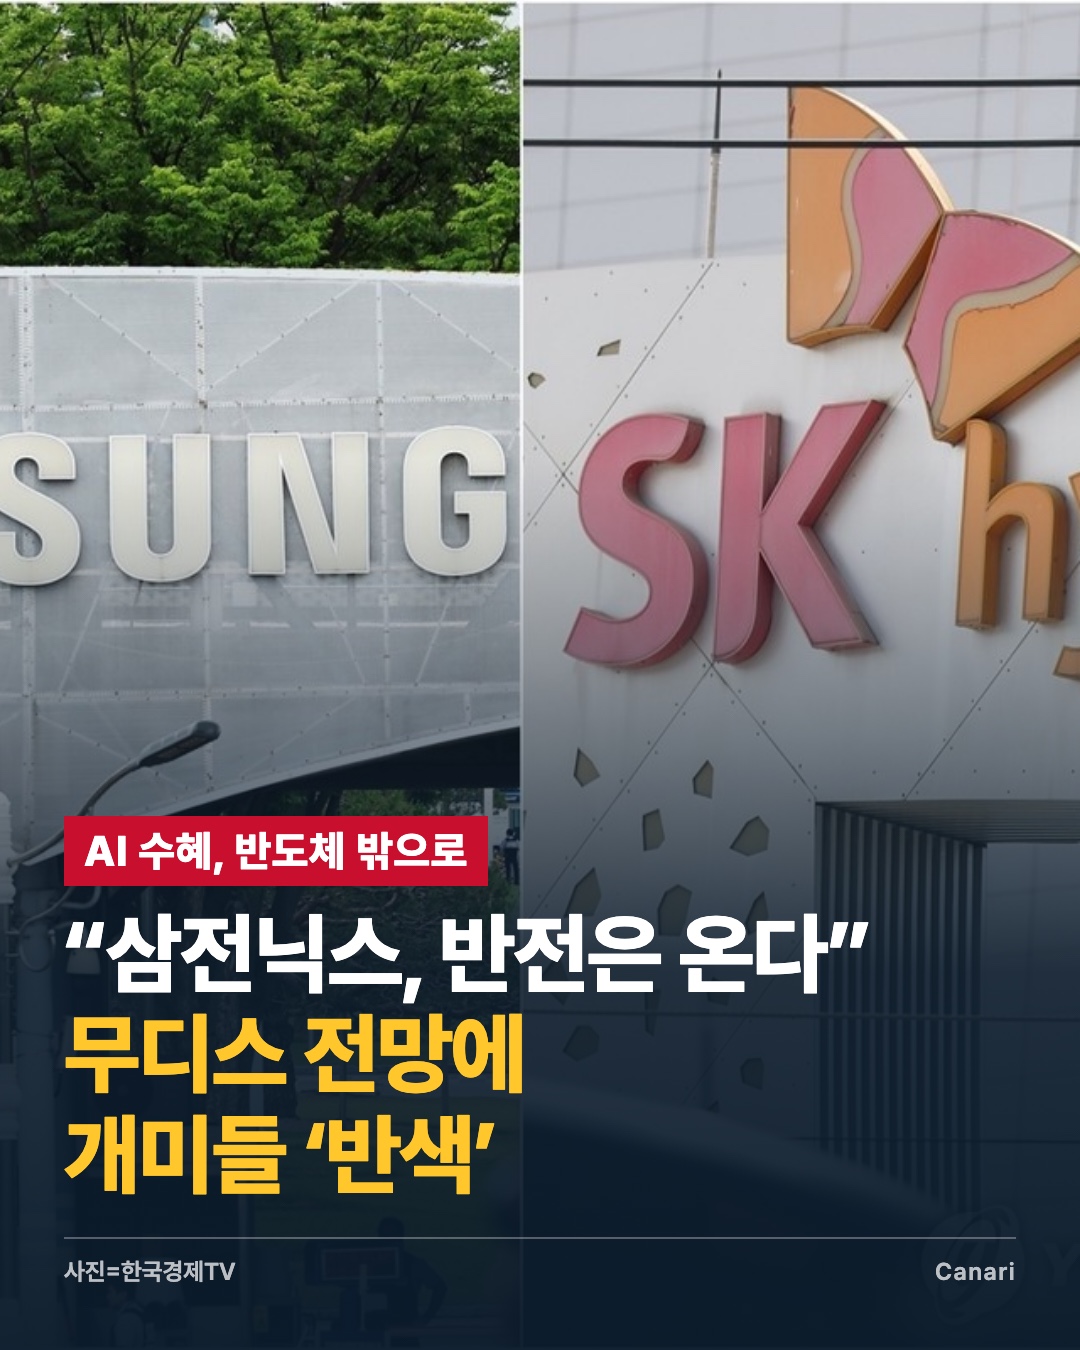 SUNG
SK hy
AI 수혜, 반도체 밖으로
“삼전닉스, 반전은 온다”
무디스 전망에
개미들 ‘반색’
사진=한국경제TV
Canari